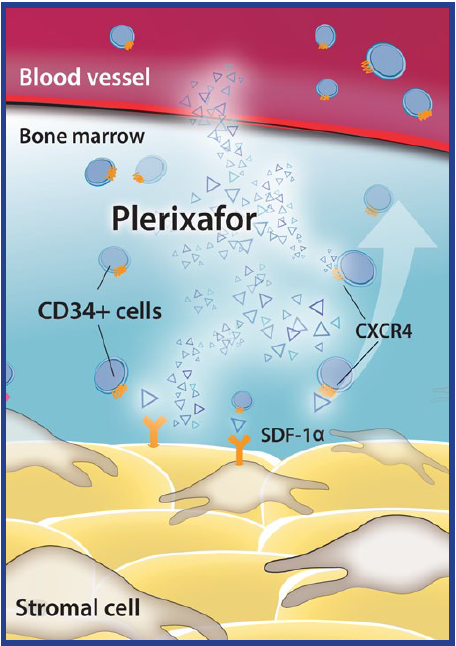 Blood vessel
Bone marrow
Plerixafor
CD34+ cells
CXCR4
SDF-1α
Stromal cell